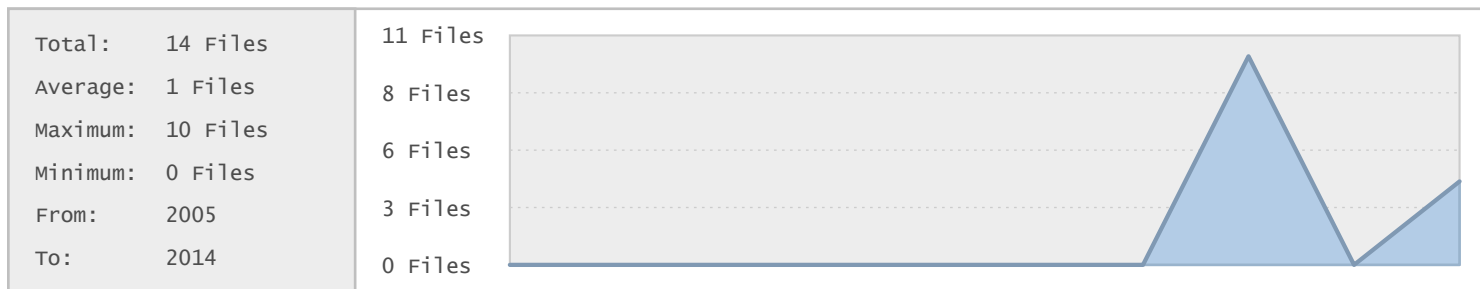 Total: 14 Files
Average: 1 Files
Maximum: 10 Files
Minimum: 0 Files
From: 2005
To: 2014
11 Files
8 Files
6 Files
3 Files
0 Files